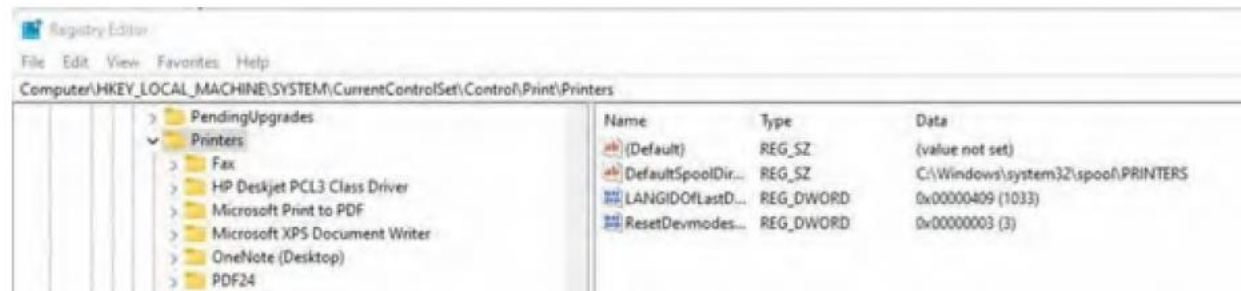 Registry Editor
File Edit View Favorites Help
Computer\HKEY_LOCAL_MACHINE\SYSTEM\CurrentControlSet\Control\Print\Printers
PendingUpgrades
Printers
Fax
HP Deskjet PCL3 Class Driver
Microsoft Print to PDF
Microsoft XPS Document Writer
OneNote (Desktop)
PDF24
Name Type Data
(Default) REG_SZ (value not set)
DefaultSpoolDir... REG_SZ C:\Windows\system32\spool\PRINTERS
LANGIDOfLastD... REG_DWORD 0x00000409 (1033)
ResetDevmodes... REG_DWORD 0x00000003 (3)